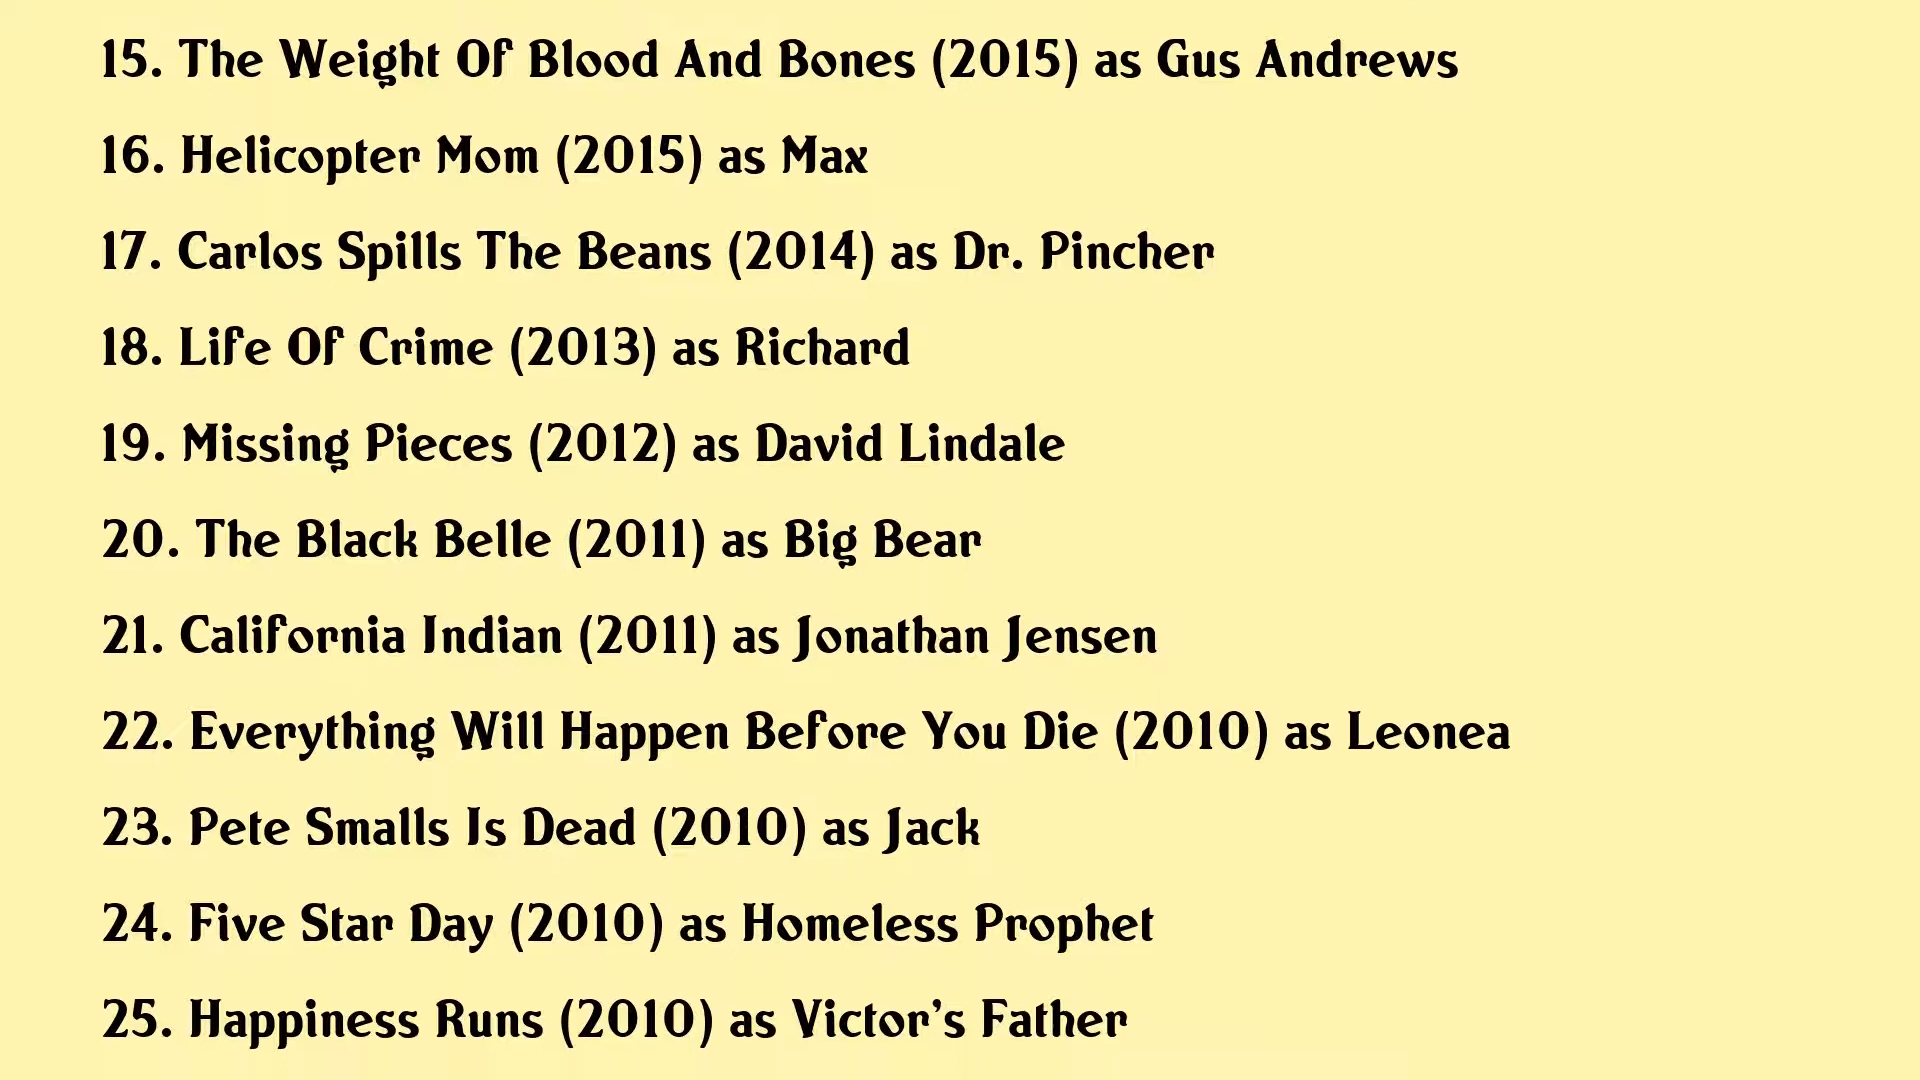 15. The Weight Of Blood And Bones (2015) as Gus Andrews
16. Helicopter Mom (2015) as Max
17. Carlos Spills The Beans (2014) as Dr. Pincher
18. Life Of Crime (2013) as Richard
19. Missing Pieces (2012) as David Lindale
20. The Black Belle (2011) as Big Bear
21. California Indian (2011) as Jonathan Jensen
22. Everything Will Happen Before You Die (2010) as Leonea
23. Pete Smalls Is Dead (2010) as Jack
24. Five Star Day (2010) as Homeless Prophet
25. Happiness Runs (2010) as Victor's Father